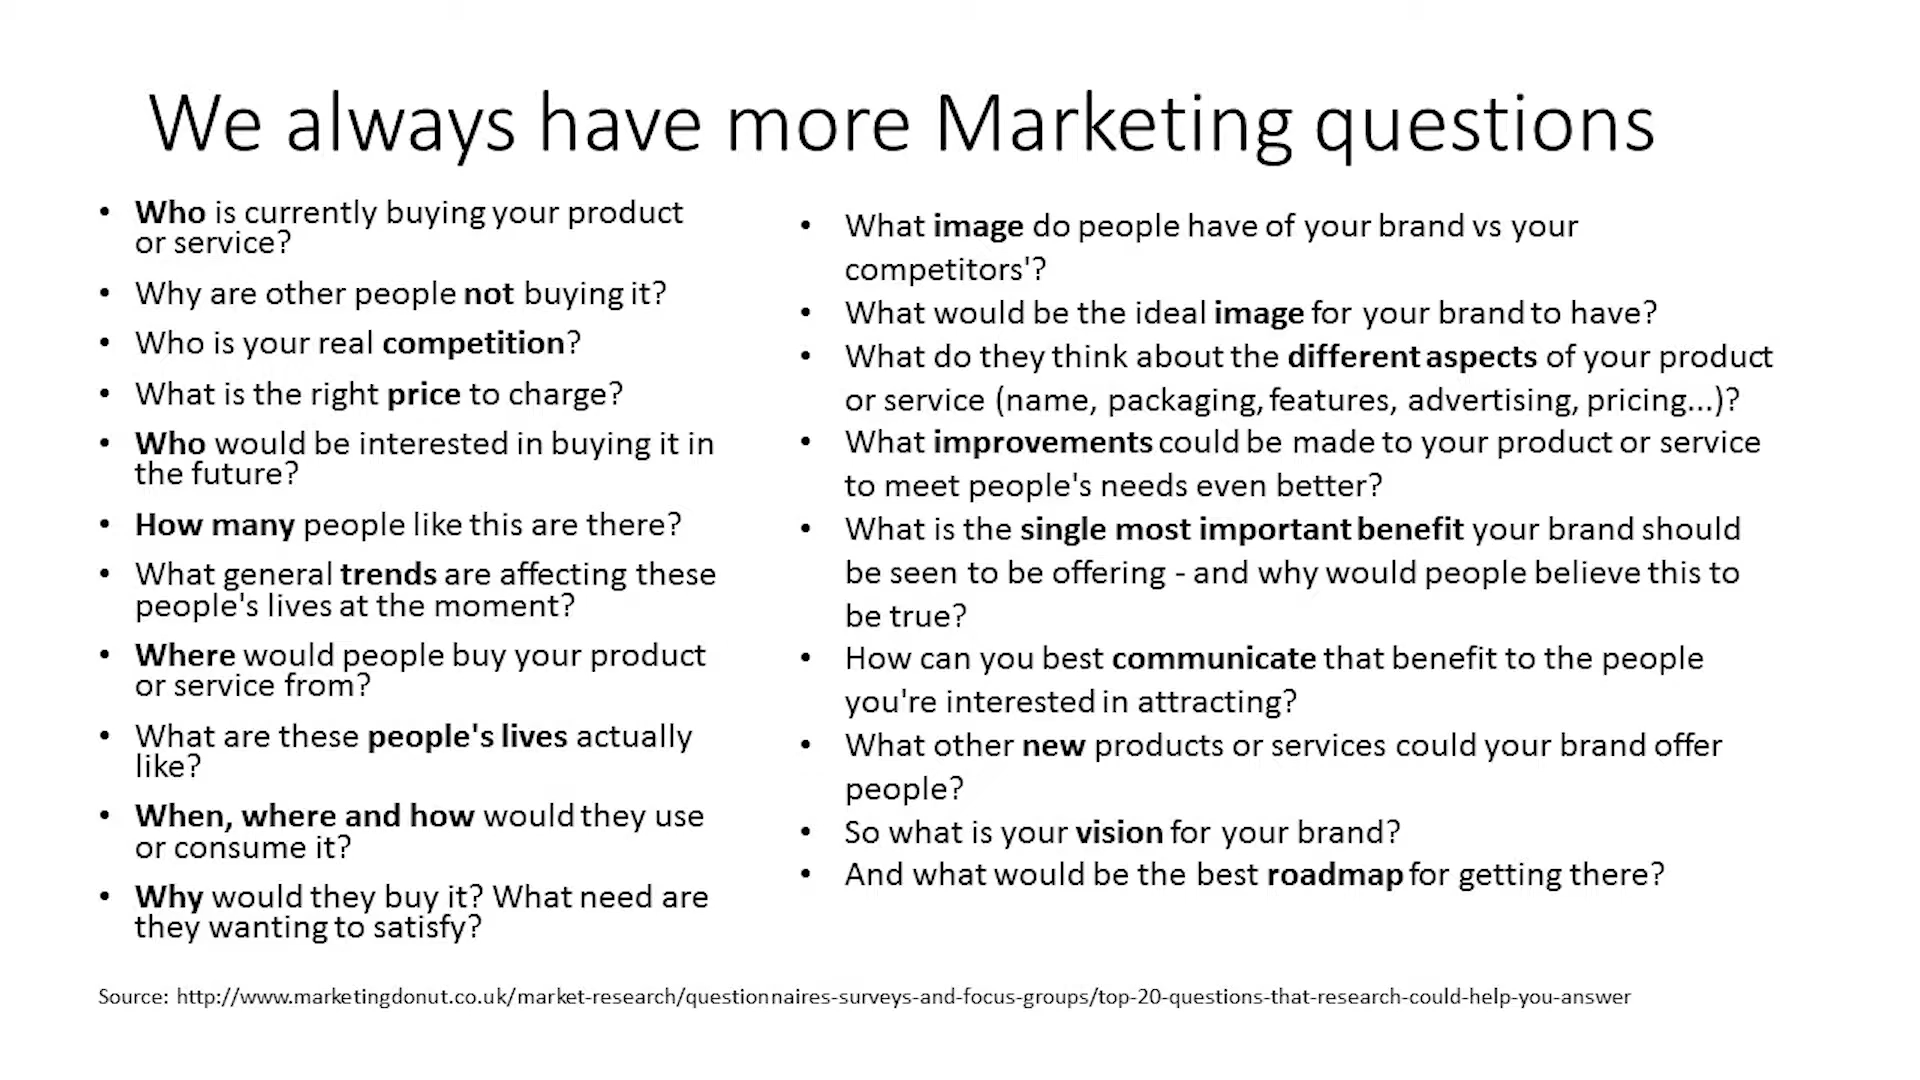 We always have more Marketing questions
• Who is currently buying your product
or service?
• Why are other people not buying it?
• Who is your real competition?
• What is the right price to charge?
• Who would be interested in buying it in
the future?
• How many people like this are there?
• What general trends are affecting these
people's lives at the moment?
• Where would people buy your product
or service from?
• What are these people's lives actually
like?
• When, where and how would they use
or consume it?
• Why would they buy it? What need are
they wanting to satisfy?
• What image do people have of your brand vs your
competitors'?
• What would be the ideal image for your brand to have?
• What do they think about the different aspects of your product
or service (name, packaging, features, advertising, pricing...)?
• What improvements could be made to your product or service
to meet people's needs even better?
• What is the single most important benefit your brand should
be seen to be offering - and why would people believe this to
be true?
• How can you best communicate that benefit to the people
you're interested in attracting?
• What other new products or services could your brand offer
people?
• So what is your vision for your brand?
• And what would be the best roadmap for getting there?
Source: http://www.marketingdonut.co.uk/market-research/questionnaires-surveys-and-focus-groups/top-20-questions-that-research-could-help-you-answer